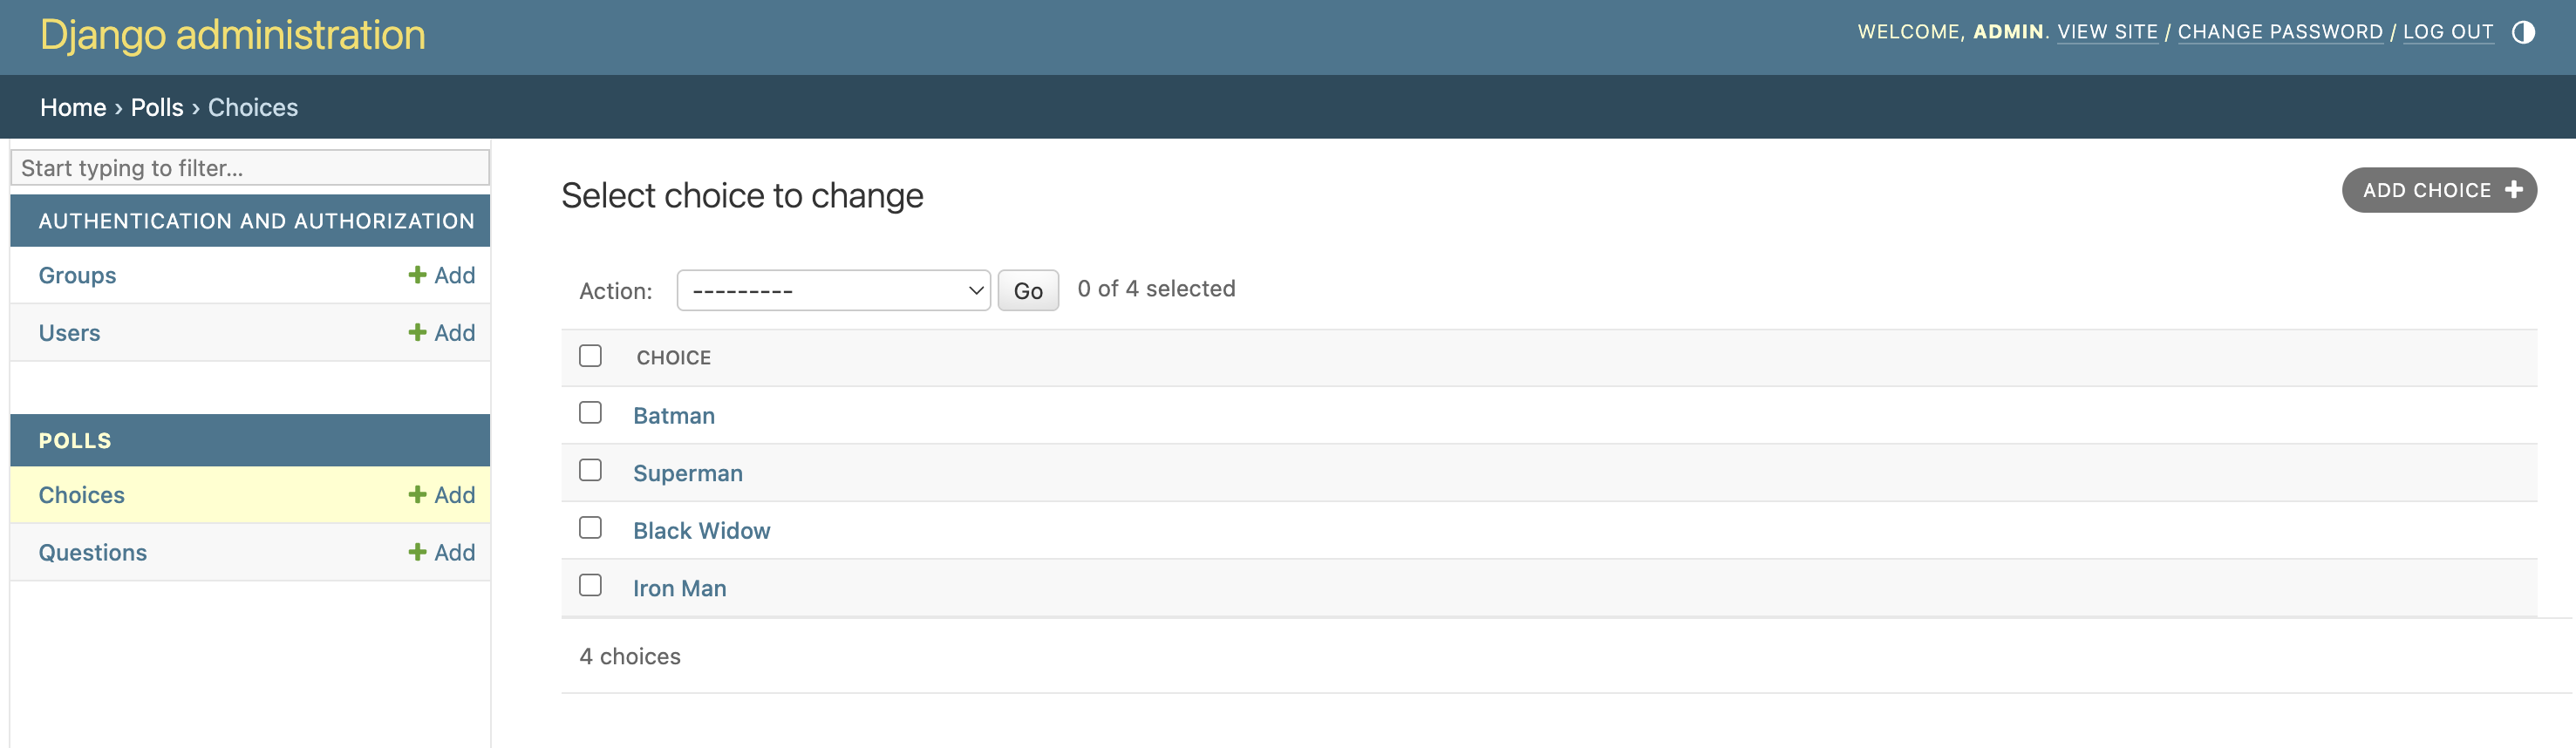 Django administration
WELCOME, ADMIN. VIEW SITE / CHANGE PASSWORD / LOG OUT
Home › Polls › Choices
Start typing to filter...
AUTHENTICATION AND AUTHORIZATION
Groups + Add
Users + Add
POLLS
Choices + Add
Questions + Add
Select choice to change
ADD CHOICE +
Action: --------- Go 0 of 4 selected
CHOICE
Batman
Superman
Black Widow
Iron Man
4 choices